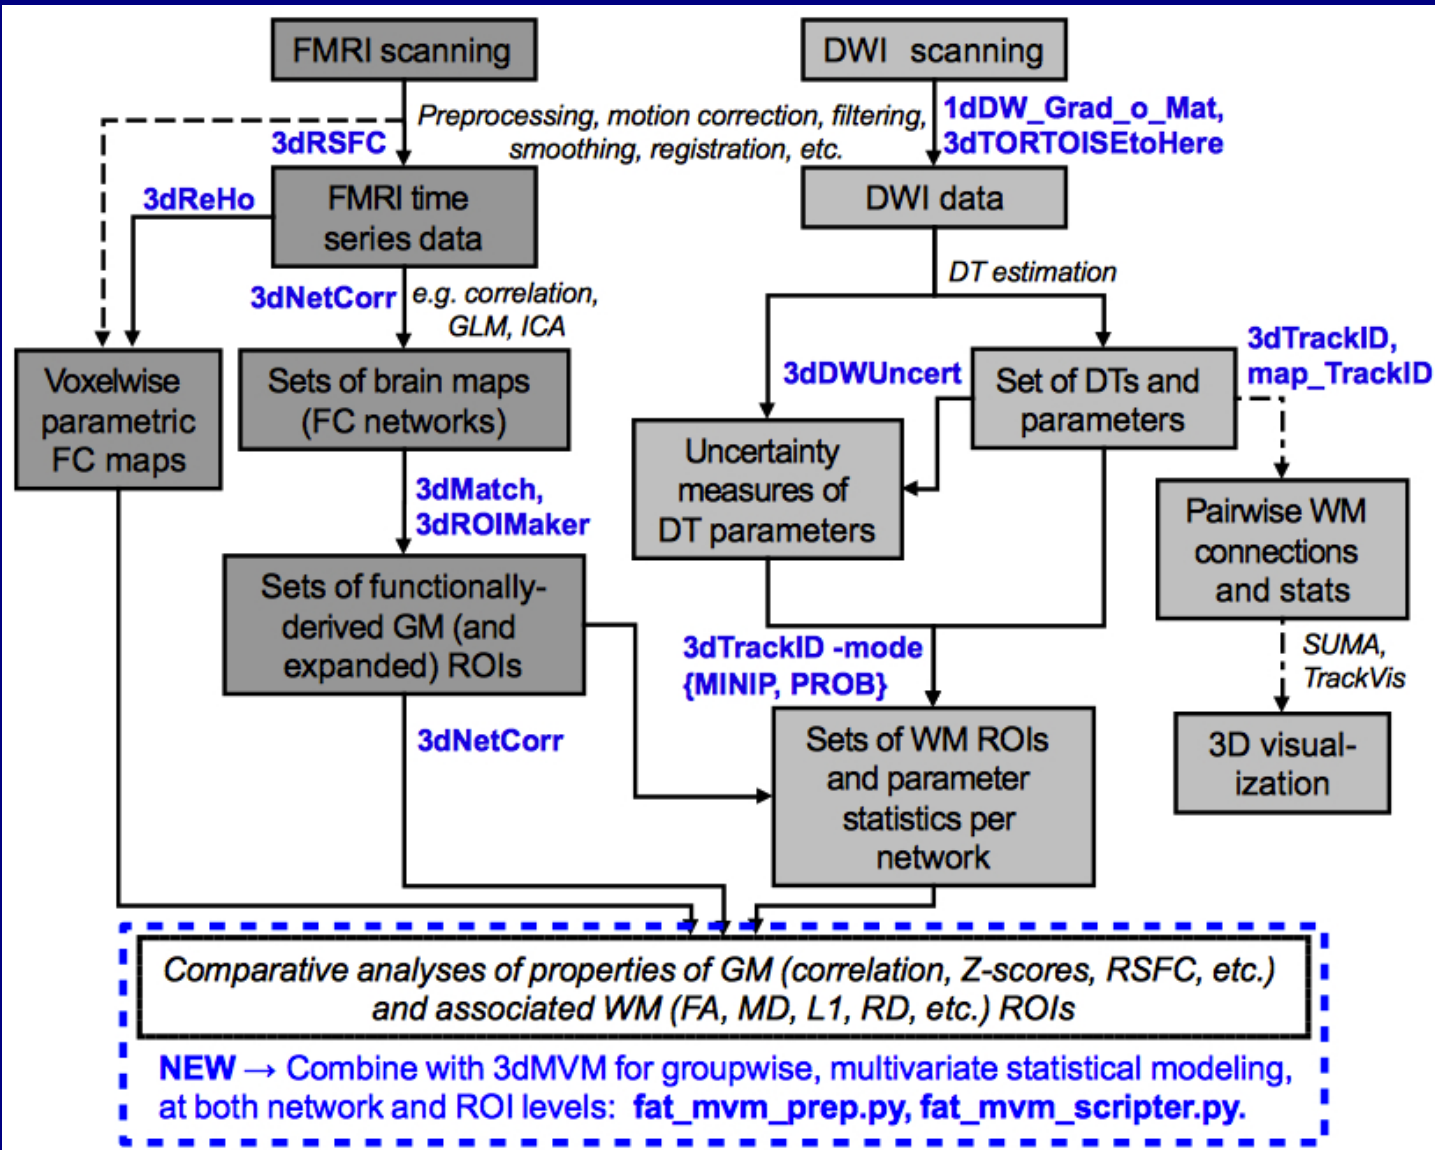 FMRI scanning
DWI scanning
Preprocessing, motion correction, filtering,
smoothing, registration, etc.
1dDW_Grad_o_Mat,
3dTORTOISEtoHere
3dRSFC
3dReHo
FMRI time
series data
DWI data
3dNetCorr
e.g. correlation,
GLM, ICA
DT estimation
Voxelwise
parametric
FC maps
Sets of brain maps
(FC networks)
3dDWUncert
Set of DTs and
parameters
3dTrackID,
map_TrackID
Uncertainty
measures of
DT parameters
3dMatch,
3dROIMaker
Pairwise WM
connections
and stats
Sets of functionally-
derived GM (and
expanded) ROIs
3dTrackID -mode
{MINIP, PROB}
SUMA,
TrackVis
3dNetCorr
Sets of WM ROIs
and parameter
statistics per
network
3D visual-
ization
Comparative analyses of properties of GM (correlation, Z-scores, RSFC, etc.)
and associated WM (FA, MD, L1, RD, etc.) ROIs
NEW → Combine with 3dMVM for groupwise, multivariate statistical modeling,
at both network and ROI levels: fat_mvm_prep.py, fat_mvm_scripter.py.